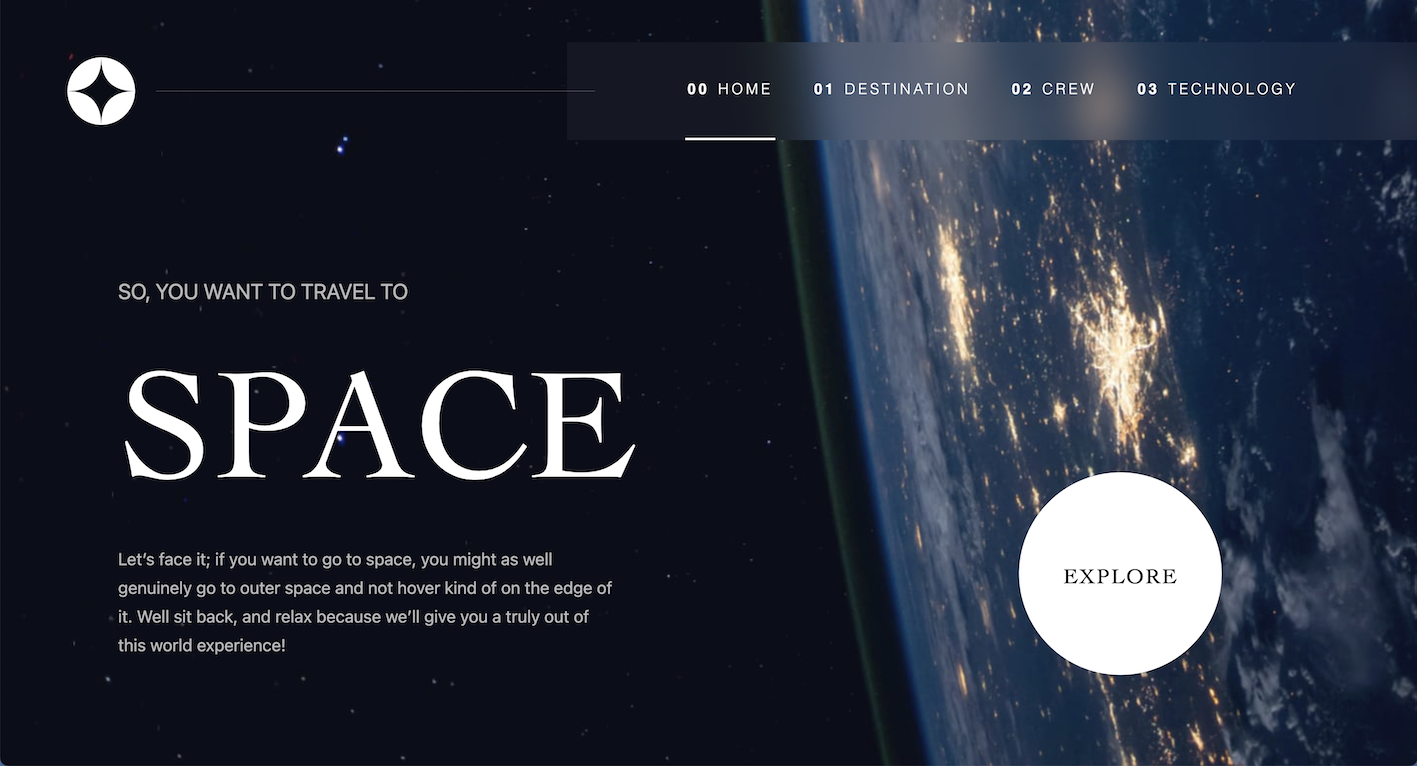 00 HOME 01 DESTINATION 02 CREW 03 TECHNOLOGY
SO, YOU WANT TO TRAVEL TO
SPACE
Let’s face it; if you want to go to space, you might as well
genuinely go to outer space and not hover kind of on the edge of
it. Well sit back, and relax because we’ll give you a truly out of
this world experience!
EXPLORE